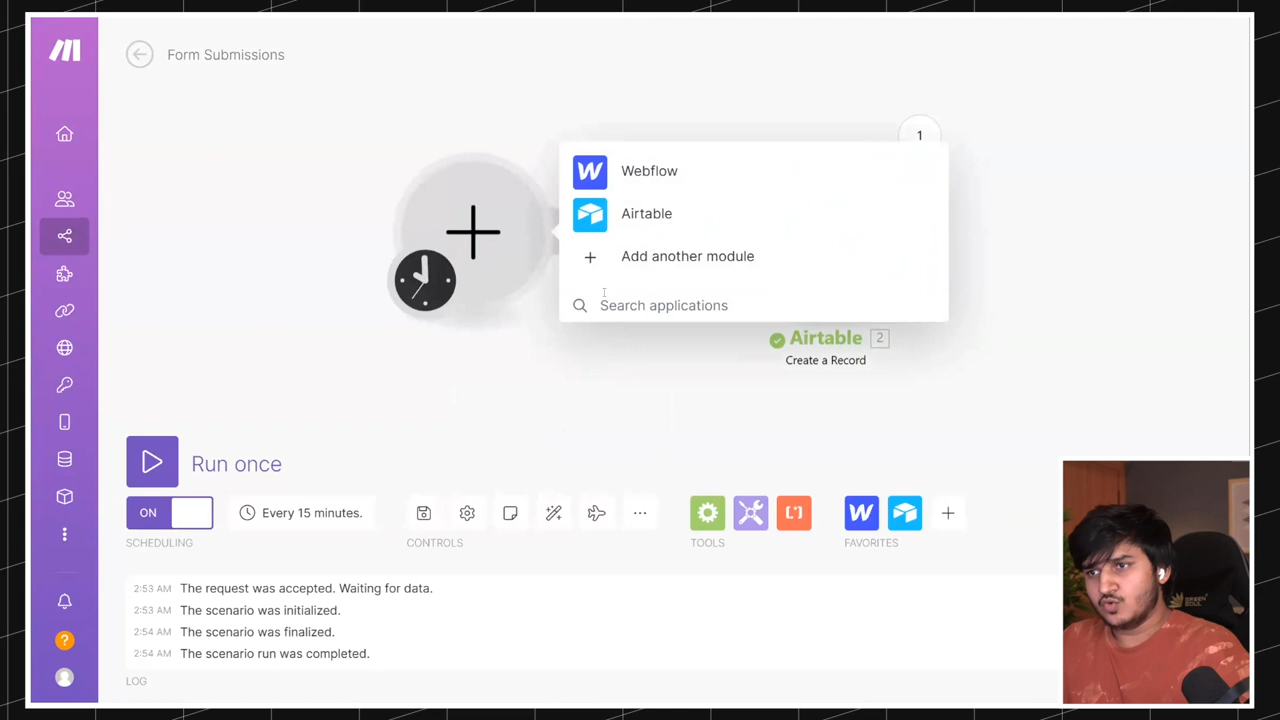 Form Submissions
1
W Webflow
Airtable
Add another module
Search applications
Airtable 2
Create a Record
Run once
ON
Every 15 minutes.
SCHEDULING
CONTROLS
TOOLS
W
FAVORITES
2:53 AM The request was accepted. Waiting for data.
2:53 AM The scenario was initialized.
2:54 AM The scenario was finalized.
2:54 AM The scenario run was completed.
LOG
?
GREEN
SOUL